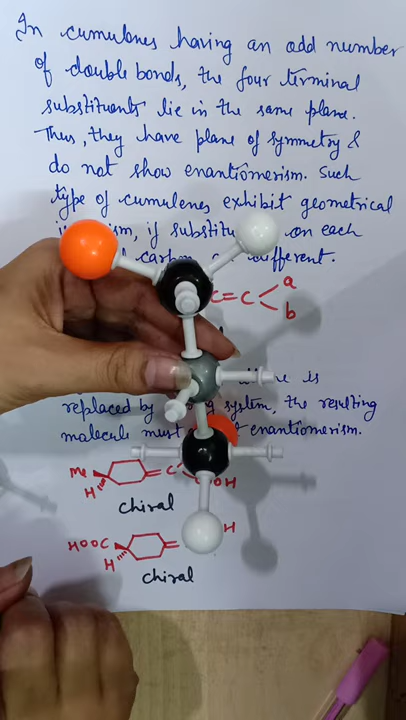 In cumulenes having an odd number
of double bonds, the four terminal
substituents lie in the same plane.
Thus, they have plane of symmetry &
do not show enantiomerism. Such
type of cumulenes exhibit geometrical
if on each
carbon different.
=C a
b
is
replaced by system, the resulting
molecule must enantiomerism.
Me H =C OH
chiral
HOOC H = H
chiral